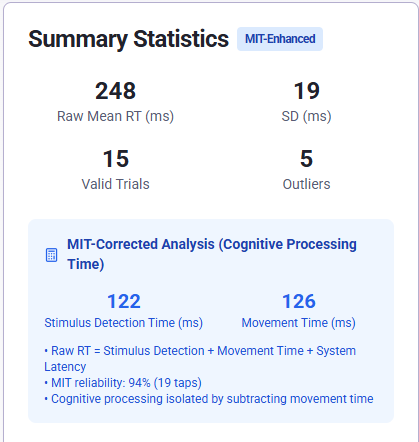 Summary Statistics MIT-Enhanced
248 19
Raw Mean RT (ms) SD (ms)
15 5
Valid Trials Outliers
MIT-Corrected Analysis (Cognitive Processing
Time)
122 126
Stimulus Detection Time (ms) Movement Time (ms)
• Raw RT = Stimulus Detection + Movement Time + System
Latency
• MIT reliability: 94% (19 taps)
• Cognitive processing isolated by subtracting movement time